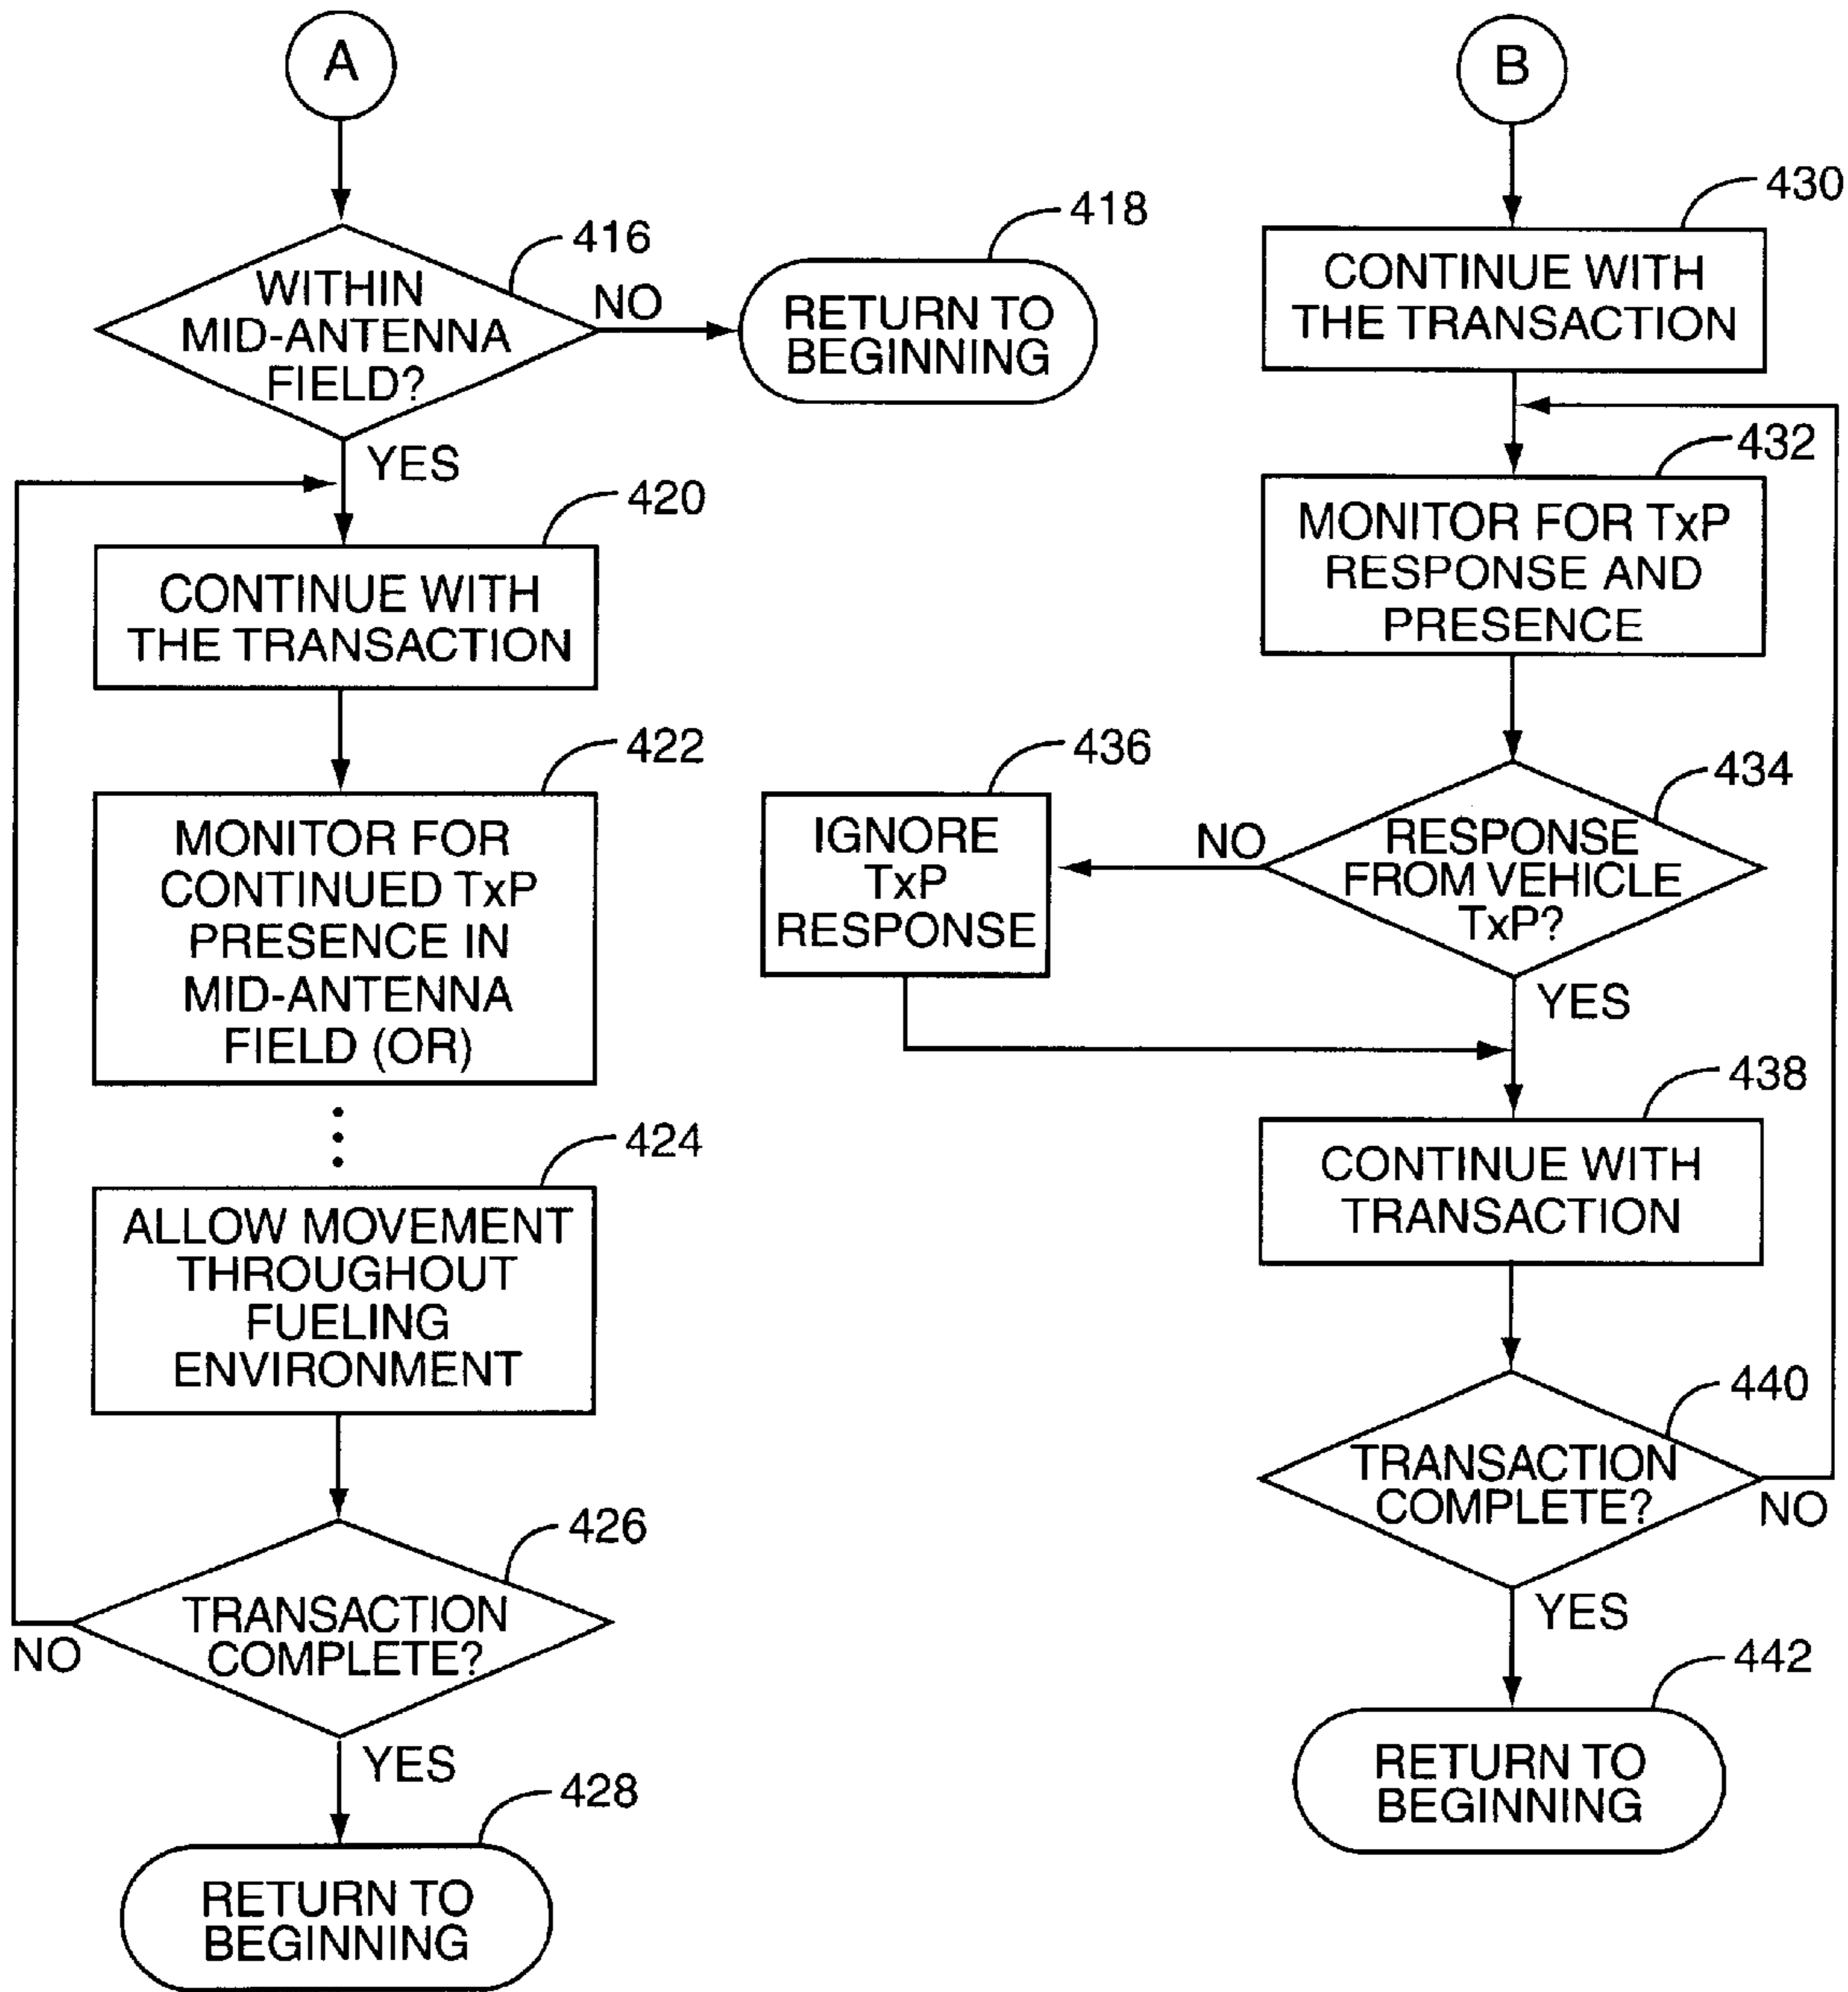 A
416
WITHIN
MID-ANTENNA
FIELD?
NO
418
RETURN TO
BEGINNING
YES
420
CONTINUE WITH
THE TRANSACTION
422
MONITOR FOR
CONTINUED TxP
PRESENCE IN
MID-ANTENNA
FIELD (OR)
424
ALLOW MOVEMENT
THROUGHOUT
FUELING
ENVIRONMENT
426
TRANSACTION
COMPLETE?
NO
YES
428
RETURN TO
BEGINNING
B
430
CONTINUE WITH
THE TRANSACTION
432
MONITOR FOR TxP
RESPONSE AND
PRESENCE
434
RESPONSE
FROM VEHICLE
TxP?
NO
436
IGNORE
TxP
RESPONSE
YES
438
CONTINUE WITH
TRANSACTION
440
TRANSACTION
COMPLETE?
NO
YES
442
RETURN TO
BEGINNING